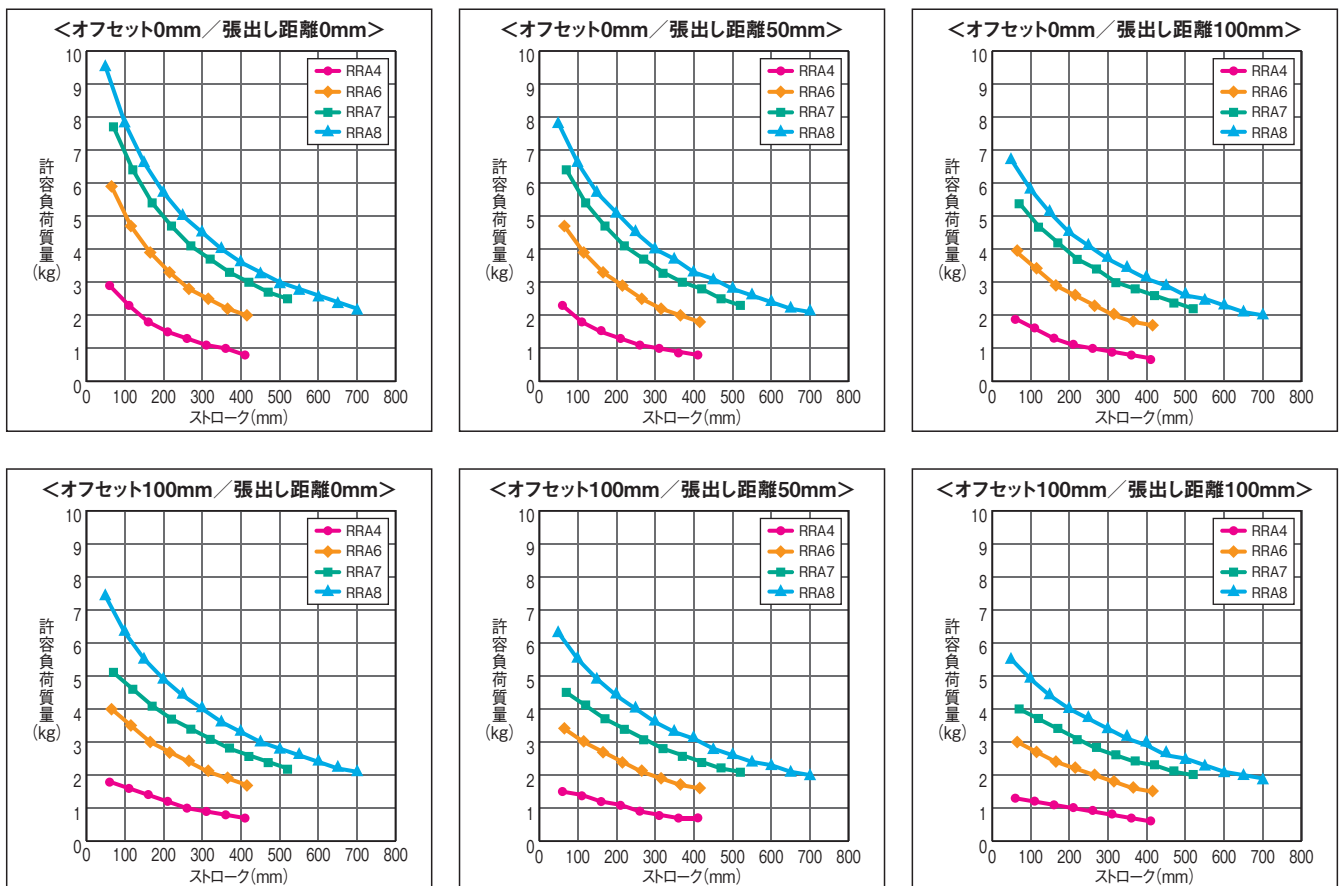 <オフセット0mm/張出し距離0mm>
10
9
8
7
6
5
4
3
2
1
0
許容負荷質量(kg)
RRA4
RRA6
RRA7
RRA8
0 100 200 300 400 500 600 700 800
ストローク(mm)
<オフセット0mm/張出し距離50mm>
10
9
8
7
6
5
4
3
2
1
0
許容負荷質量(kg)
RRA4
RRA6
RRA7
RRA8
0 100 200 300 400 500 600 700 800
ストローク(mm)
<オフセット0mm/張出し距離100mm>
10
9
8
7
6
5
4
3
2
1
0
許容負荷質量(kg)
RRA4
RRA6
RRA7
RRA8
0 100 200 300 400 500 600 700 800
ストローク(mm)
<オフセット100mm/張出し距離0mm>
10
9
8
7
6
5
4
3
2
1
0
許容負荷質量(kg)
RRA4
RRA6
RRA7
RRA8
0 100 200 300 400 500 600 700 800
ストローク(mm)
<オフセット100mm/張出し距離50mm>
10
9
8
7
6
5
4
3
2
1
0
許容負荷質量(kg)
RRA4
RRA6
RRA7
RRA8
0 100 200 300 400 500 600 700 800
ストローク(mm)
<オフセット100mm/張出し距離100mm>
10
9
8
7
6
5
4
3
2
1
0
許容負荷質量(kg)
RRA4
RRA6
RRA7
RRA8
0 100 200 300 400 500 600 700 800
ストローク(mm)